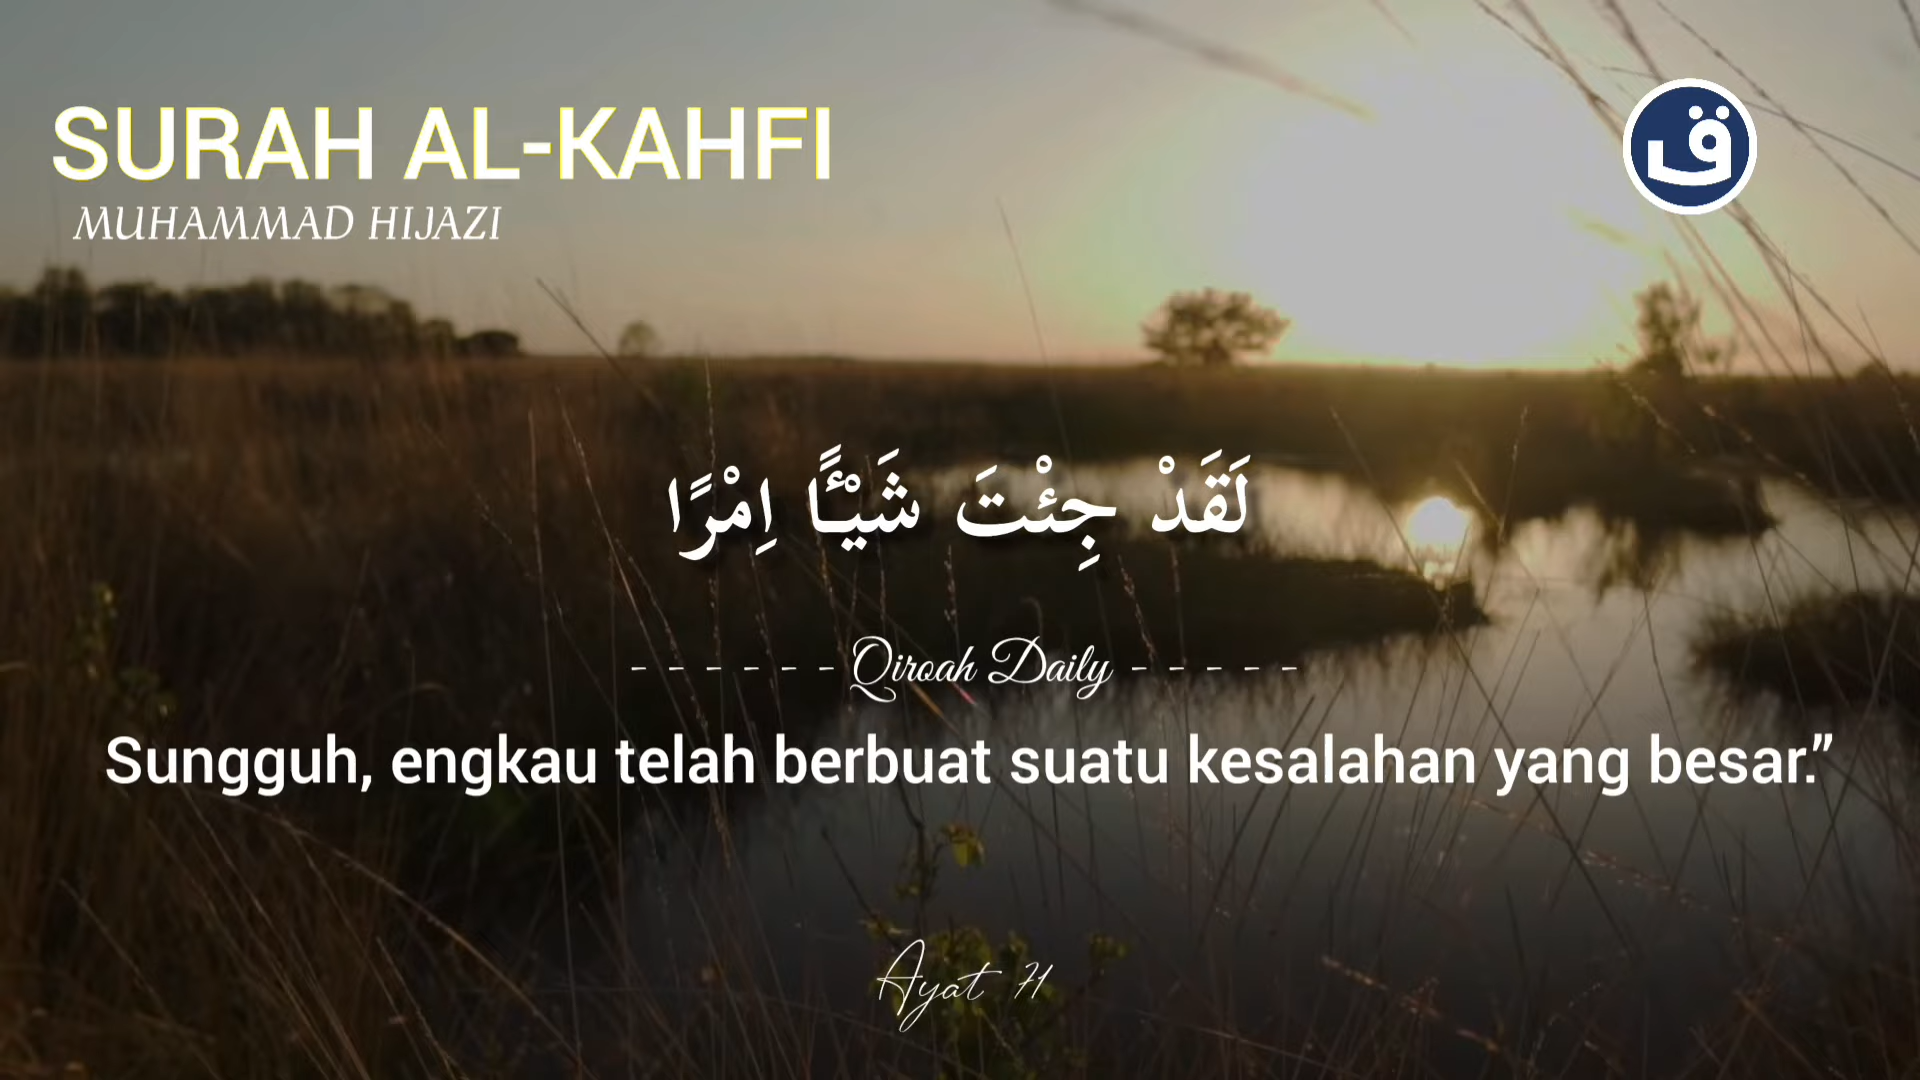 SURAH AL-KAHFI
MUHAMMAD HIJAZI
ق
لَقَدْ جِئْتَ شَيْـًٔا اِمْرًا
- - - - - - Qiroah Daily - - - - -
Sungguh, engkau telah berbuat suatu kesalahan yang besar.”
Ayat 71